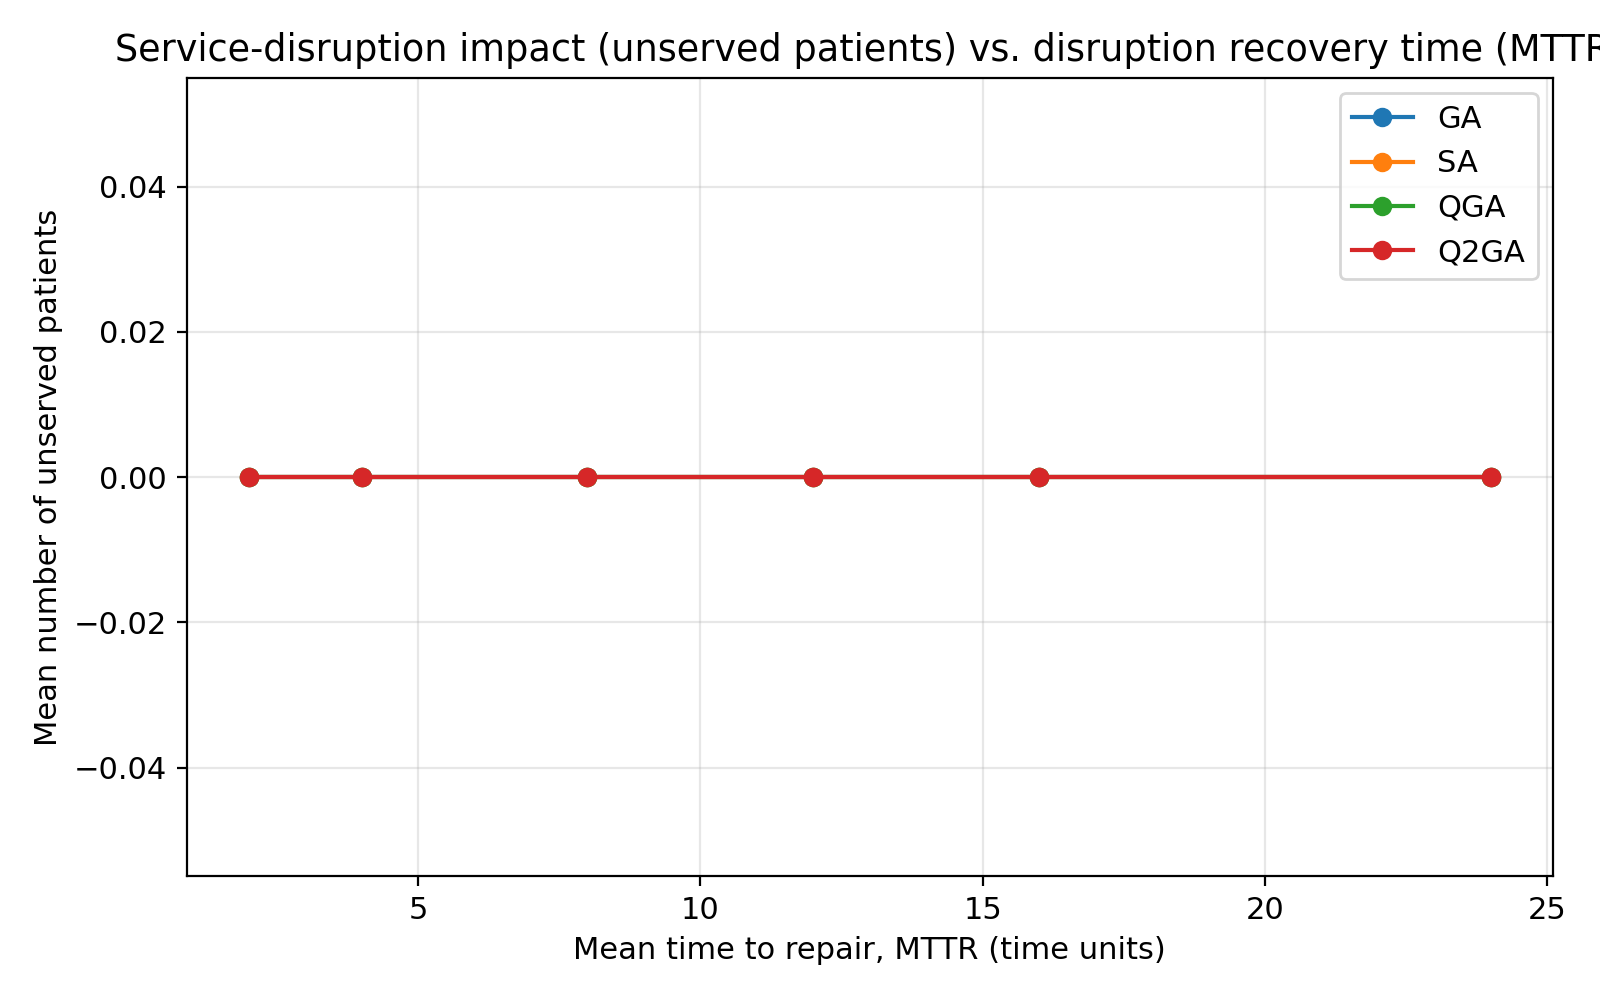 Service-disruption impact (unserved patients) vs. disruption recovery time (MTTR
GA
SA
QGA
Q2GA
Mean number of unserved patients
0.04
0.02
0.00
−0.02
−0.04
5
10
15
20
25
Mean time to repair, MTTR (time units)